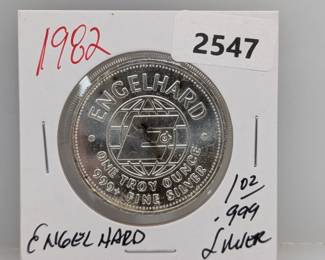 1982
2547
ENGELHARD
ONE TROY OUNCE
999+ FINE SILVER
1 oz
.999
Silver
ENGELHARD